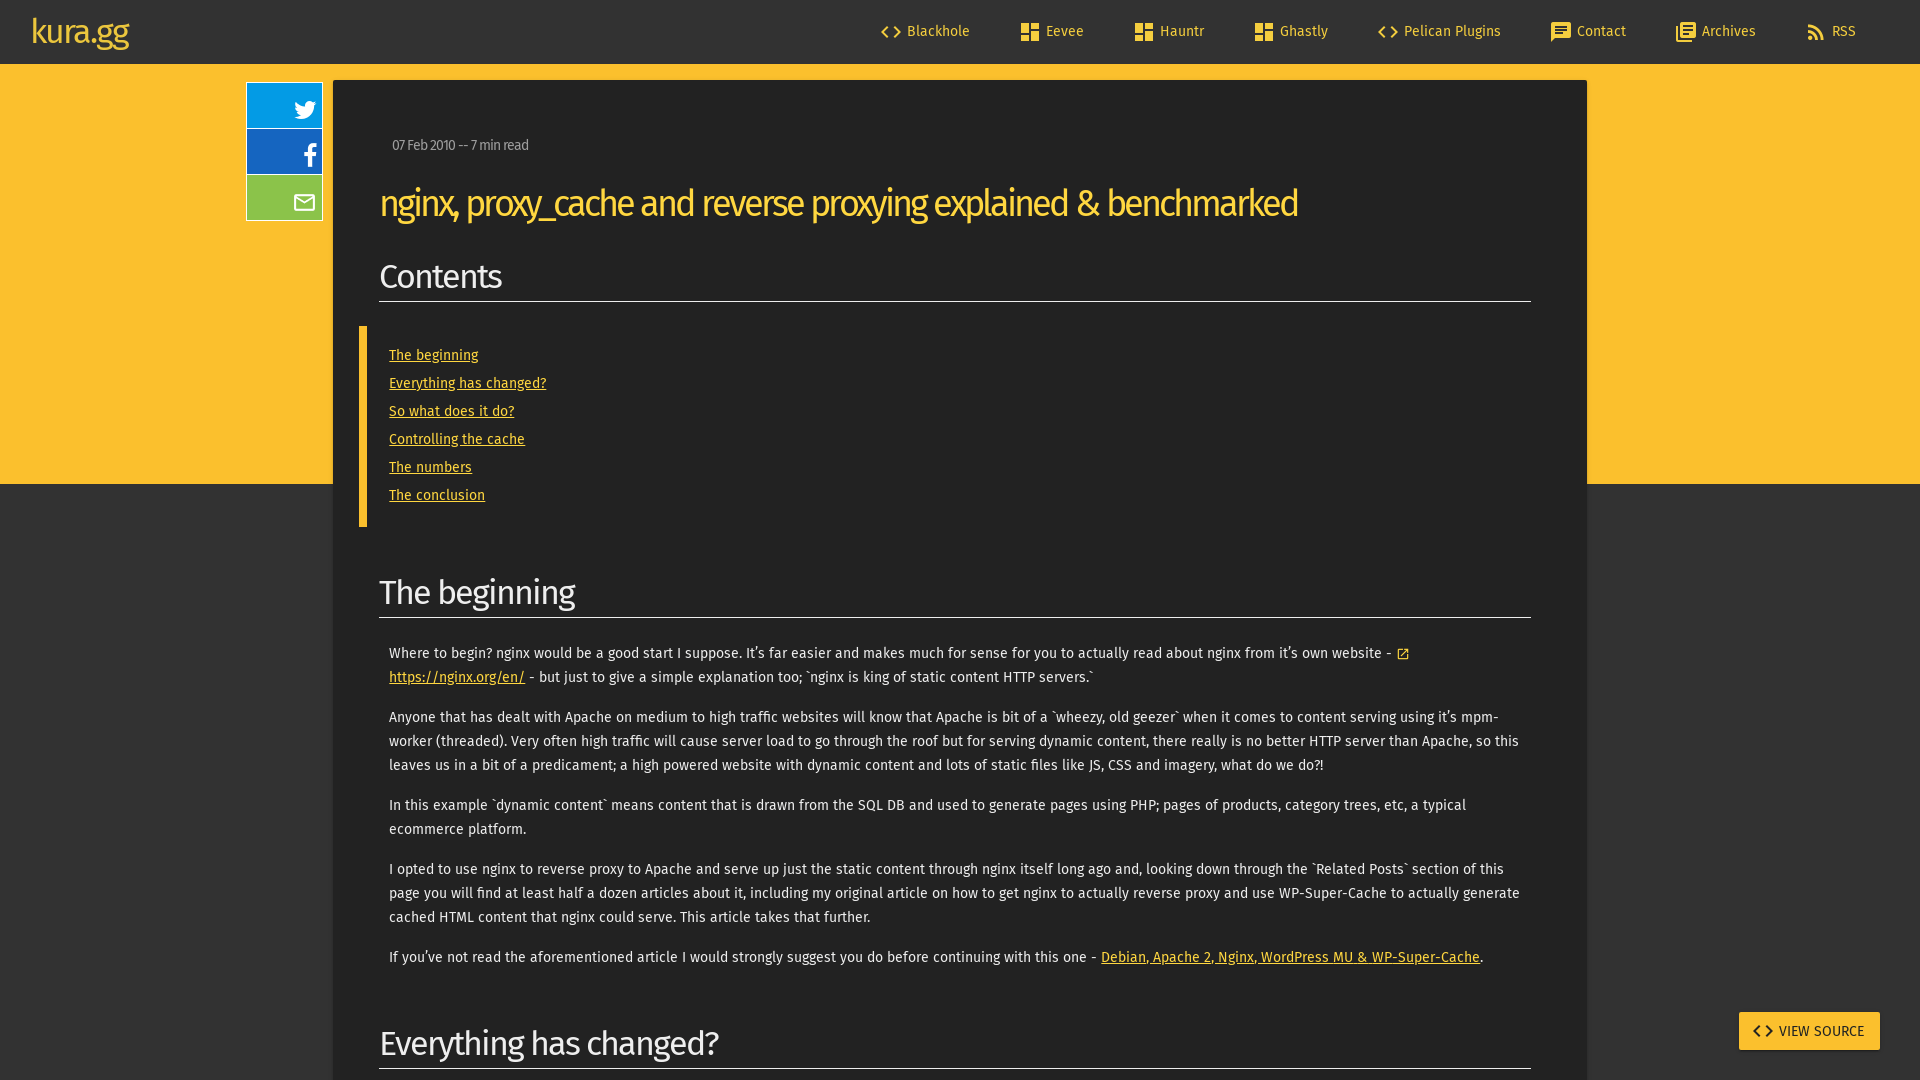 kura.gg
Blackhole
Eevee
Hauntr
Ghastly
Pelican Plugins
Contact
Archives
RSS
07 Feb 2010 -- 7 min read
nginx, proxy_cache and reverse proxying explained & benchmarked
Contents
The beginning
Everything has changed?
So what does it do?
Controlling the cache
The numbers
The conclusion
The beginning
Where to begin? nginx would be a good start I suppose. It’s far easier and makes much for sense for you to actually read about nginx from it’s own website -
https://nginx.org/en/ - but just to give a simple explanation too; `nginx is king of static content HTTP servers.`
Anyone that has dealt with Apache on medium to high traffic websites will know that Apache is bit of a `wheezy, old geezer` when it comes to content serving using it’s mpm-
worker (threaded). Very often high traffic will cause server load to go through the roof but for serving dynamic content, there really is no better HTTP server than Apache, so this
leaves us in a bit of a predicament; a high powered website with dynamic content and lots of static files like JS, CSS and imagery, what do we do?!
In this example `dynamic content` means content that is drawn from the SQL DB and used to generate pages using PHP; pages of products, category trees, etc, a typical
ecommerce platform.
I opted to use nginx to reverse proxy to Apache and serve up just the static content through nginx itself long ago and, looking down through the `Related Posts` section of this
page you will find at least half a dozen articles about it, including my original article on how to get nginx to actually reverse proxy and use WP-Super-Cache to actually generate
cached HTML content that nginx could serve. This article takes that further.
If you’ve not read the aforementioned article I would strongly suggest you do before continuing with this one - Debian, Apache 2, Nginx, WordPress MU & WP-Super-Cache.
Everything has changed?
VIEW SOURCE